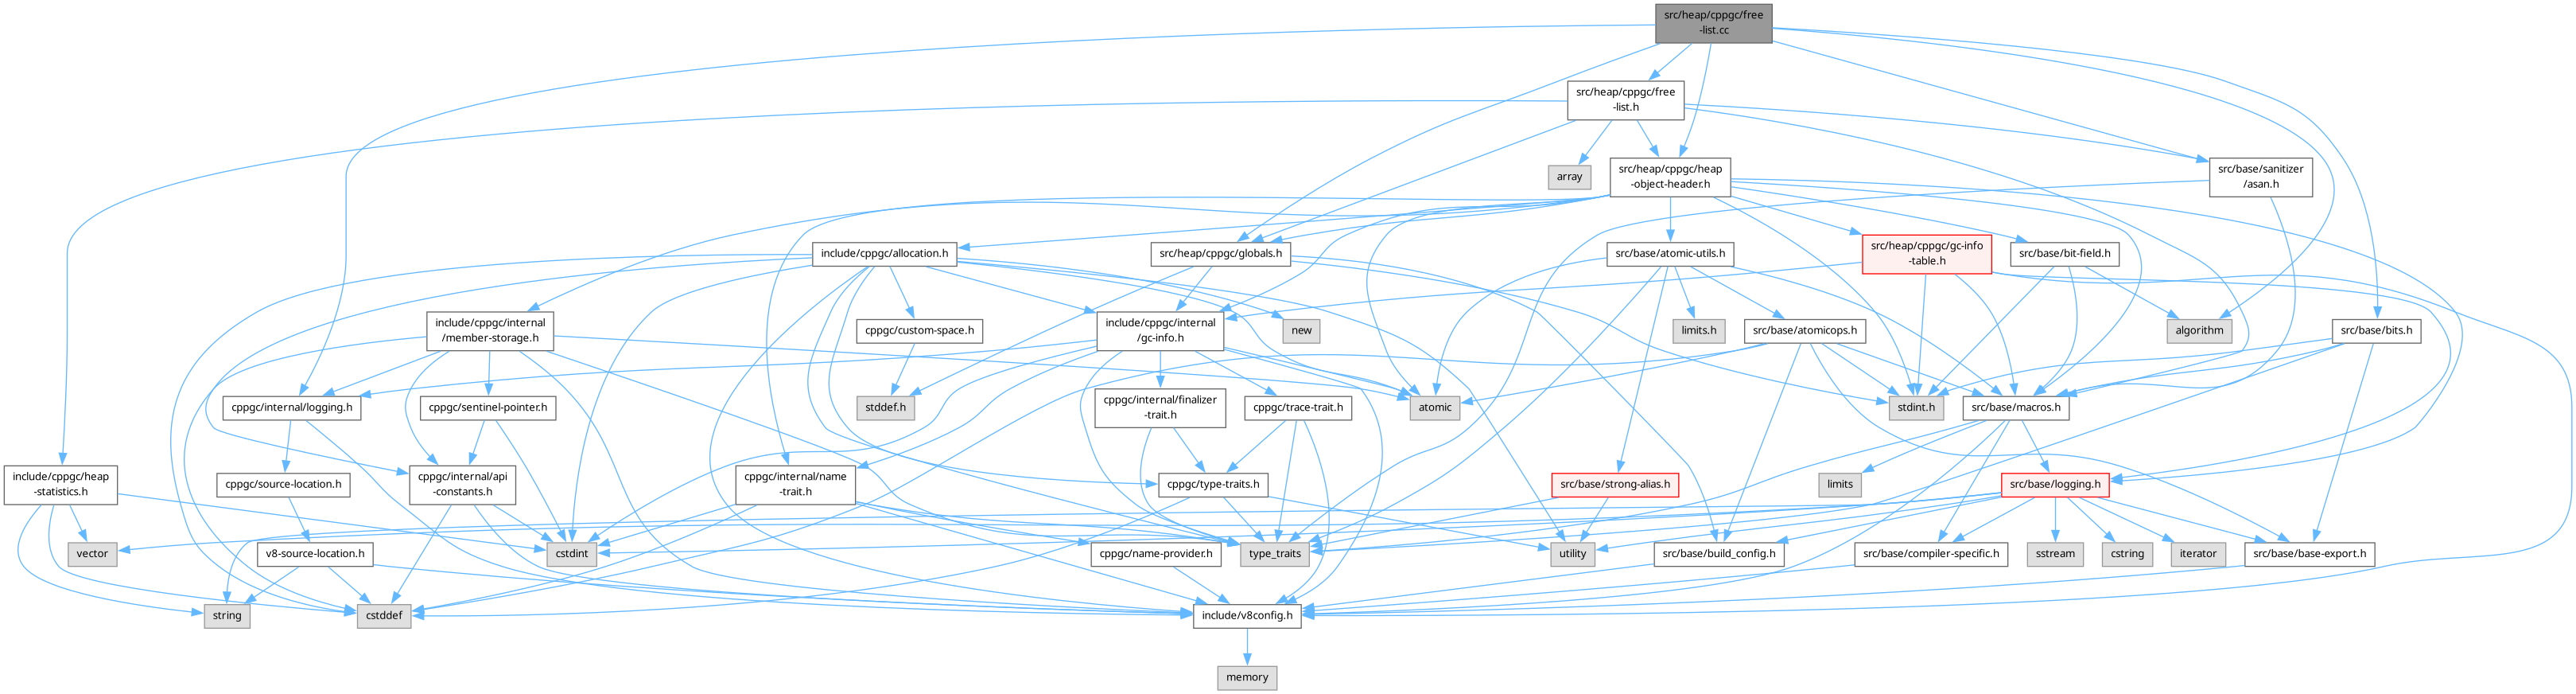 src/heap/cppgc/free
-list.cc
src/heap/cppgc/free
-list.h
array
src/heap/cppgc/heap
-object-header.h
src/base/sanitizer
/asan.h
include/cppgc/allocation.h
src/heap/cppgc/globals.h
src/base/atomic-utils.h
src/heap/cppgc/gc-info
-table.h
src/base/bit-field.h
include/cppgc/internal
/member-storage.h
cppgc/custom-space.h
include/cppgc/internal
/gc-info.h
new
limits.h
src/base/atomicops.h
algorithm
src/base/bits.h
cppgc/internal/logging.h
cppgc/sentinel-pointer.h
stddef.h
cppgc/internal/finalizer
-trait.h
cppgc/trace-trait.h
atomic
stdint.h
src/base/macros.h
include/cppgc/heap
-statistics.h
cppgc/source-location.h
cppgc/internal/api
-constants.h
cppgc/internal/name
-trait.h
cppgc/type-traits.h
src/base/strong-alias.h
limits
src/base/logging.h
vector
v8-source-location.h
cstdint
cppgc/name-provider.h
type_traits
utility
src/base/build_config.h
src/base/compiler-specific.h
sstream
cstring
iterator
src/base/base-export.h
string
cstddef
include/v8config.h
memory